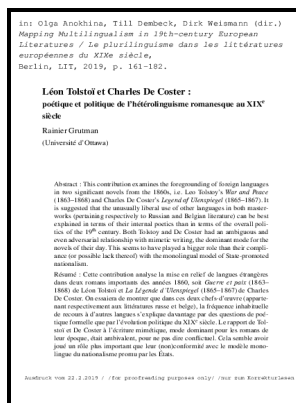 in: Olga Anokhina, Till Dembeck, Dirk Weismann (dir.)
Mapping Multilingualism in 19th-century European
Literatures / Le plurilinguisme dans les littératures
européennes du XIXe siècle,
Berlin, LIT, 2019, p. 161-182.
Léon Tolstoï et Charles De Coster :
poétique et politique de l'hétérolinguisme romanesque au XIXe
siècle
Rainier Grutman
(Université d'Ottawa)
Abstract : This contribution examines the foregrounding of foreign languages
in two significant novels from the 1860s, i.e. Leo Tolstoï's War and Peace
(1863–1868) and Charles De Coster's Legend of Ulenspiegel (1865–1867). It
is suggested that the unusually liberal use of other languages in both master-
works (pertaining respectively to Russian and Belgian literature) can be best
explained in terms of their internal poetics than in terms of the overall poli-
tics of the 19th century. Both Tolstoy and De Coster had an ambiguous and
even adversarial relationship with mimetic writing, the dominant mode for the
novels of their day. This seems to have played a bigger role than their compli-
ance (or possible lack thereof) with the monolingual model of State-promoted
nationalism.
Résumé : Cette contribution analyse la mise en relief de langues étrangères
dans deux romans importants des années 1860, soit Guerre et paix (1863–
1868) de Léon Tolstoï et La Légende d'Ulenspiegel (1865–1867) de Charles
De Coster. On essaiera de montrer que dans ces deux chefs-d'œuvre (apparte-
nant respectivement aux littératures russe et belge), la fréquence inhabituelle
de recours à d'autres langues s'explique davantage par des questions de poé-
tique formelle que par l'évolution politique du XIXe siècle. Le rapport de Tol-
stoï et De Coster à l'écriture mimétique, mode dominant pour les romans de
leur époque, était ambivalent, pour ne pas dire conflictuel. Cela semble avoir
joué un rôle plus important que leur (non)conformité avec le modèle mono-
lingue du nationalisme promu par les États.
Ausdruck vom 22.2.2019 / /for proofreading purposes only/ /nur zum Korrekturlesen